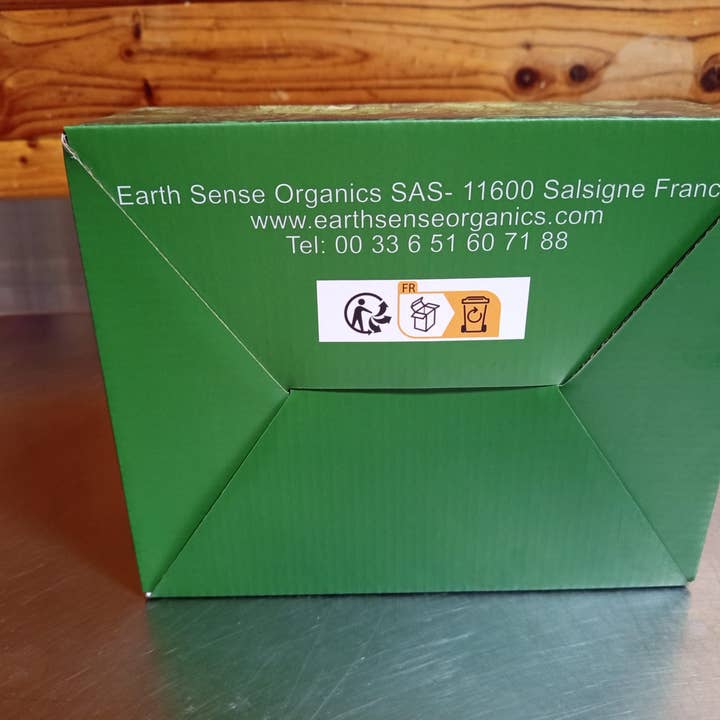 Earth Sense Organics SAS- 11600 Salsigne Franc
www.earthsenseorganics.com
Tel: 00 33 6 51 60 71 88
FR